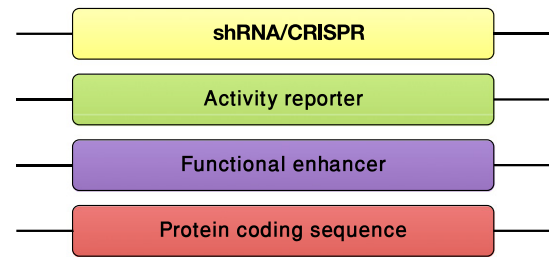 shRNA/CRISPR
Activity reporter
Functional enhancer
Protein coding sequence